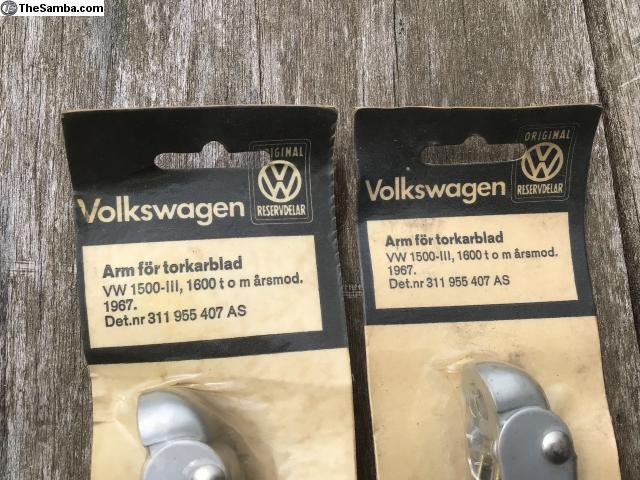 TheSamba.com
ORIGINAL
Volkswagen
RESERVDELAR
Arm för torkarblad
VW 1500-III, 1600 t o m årsmod.
1967.
Det.nr 311 955 407 AS
ORIGINAL
Volkswagen
RESERVDELAR
Arm för torkarblad
VW 1500-III, 1600 t o m årsmod.
1967.
Det.nr 311 955 407 AS